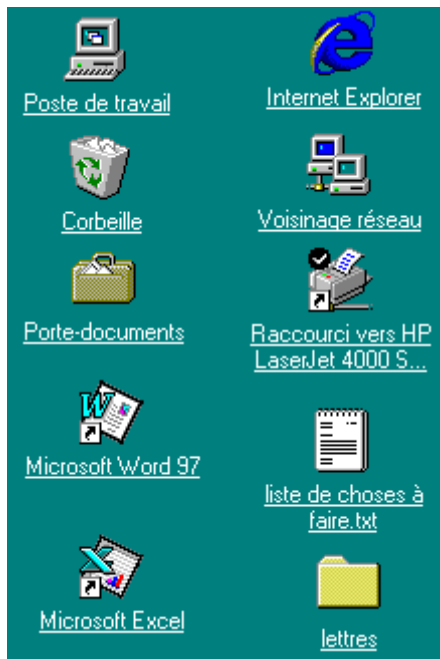 Poste de travail
Internet Explorer
Corbeille
Voisinage réseau
Porte-documents
Raccourci vers HP
LaserJet 4000 S...
Microsoft Word 97
liste de choses à
faire.txt
Microsoft Excel
lettres